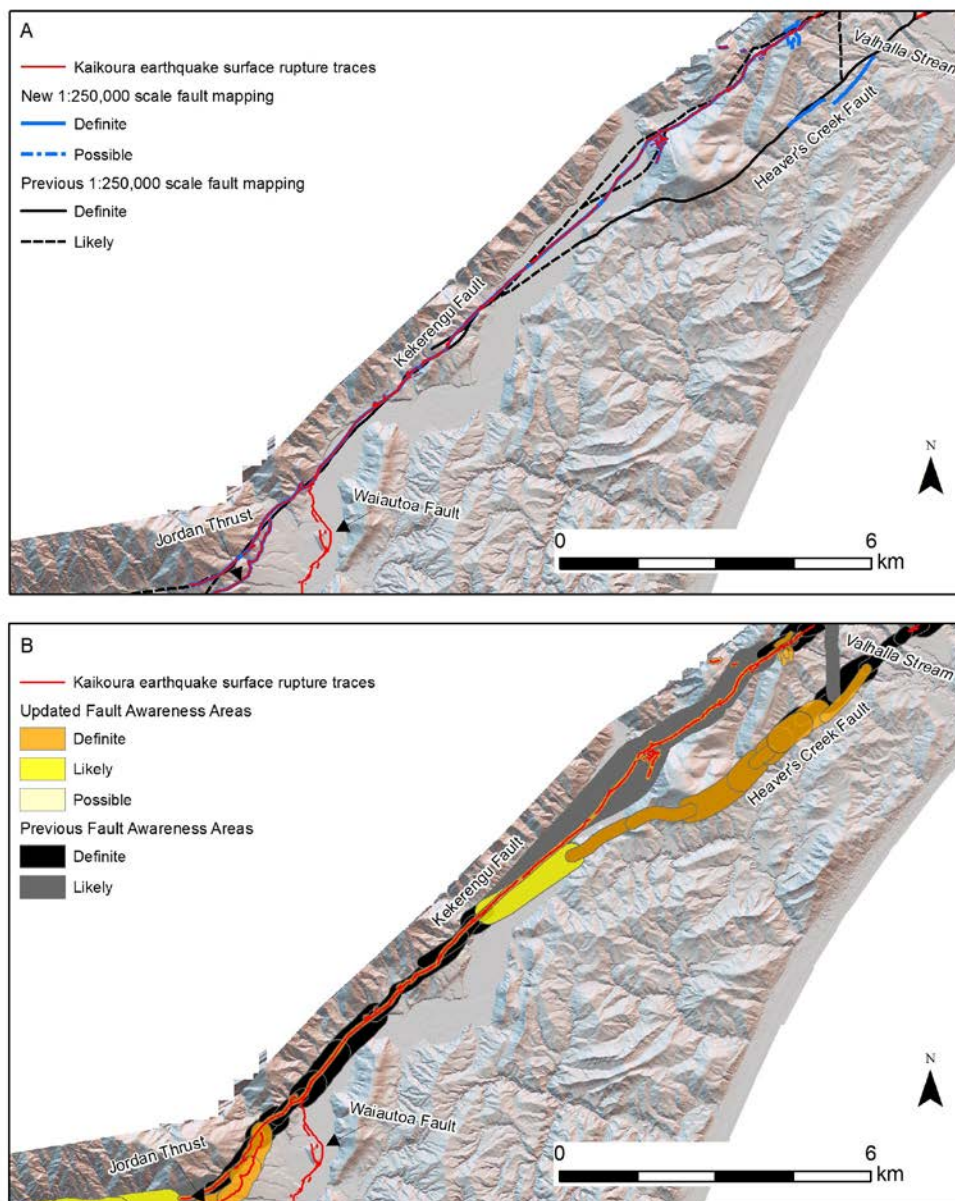 A
Kaikoura earthquake surface rupture traces
New 1:250,000 scale fault mapping
Definite
Possible
Previous 1:250,000 scale fault mapping
Definite
Likely
Valhalla Stream
Heaver's Creek Fault
Kekerengu Fault
Waiautoa Fault
Jordan Thrust
N
0 6
km
B
Kaikoura earthquake surface rupture traces
Updated Fault Awareness Areas
Definite
Likely
Possible
Previous Fault Awareness Areas
Definite
Likely
Valhalla Stream
Heaver's Creek Fault
Kekerengu Fault
Waiautoa Fault
Jordan Thrust
N
0 6
km